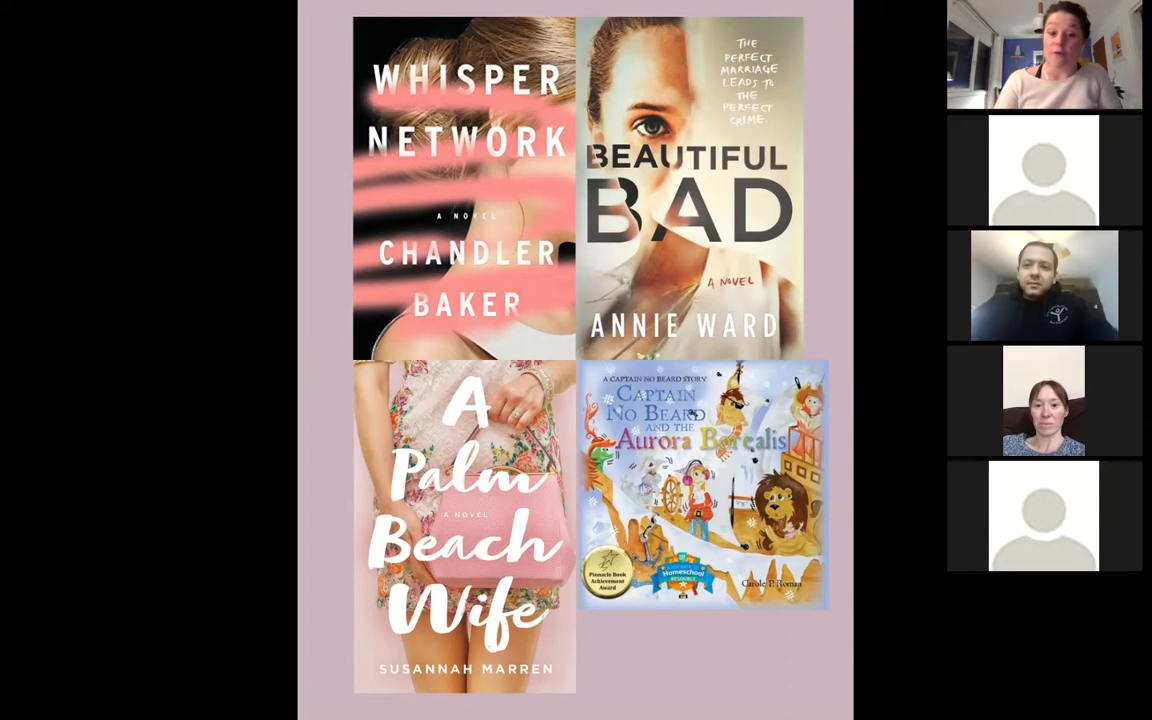 WHISPER
NETWORK
A NOVEL
CHANDLER
BAKER
THE
PERFECT
MARRIAGE
LEADS TO
THE
PERFECT
CRIME.
BEAUTIFUL
BAD
A NOVEL
ANNIE WARD
A
Palm
A NOVEL
Beach
Wife
SUSANNAH MARREN
A CAPTAIN NO BEARD STORY
CAPTAIN
NO BEARD
AND THE
Aurora Borealis
Pinnacle Book
Achievement
Award
Homeschool
RESOURCE
Carole P. Roman